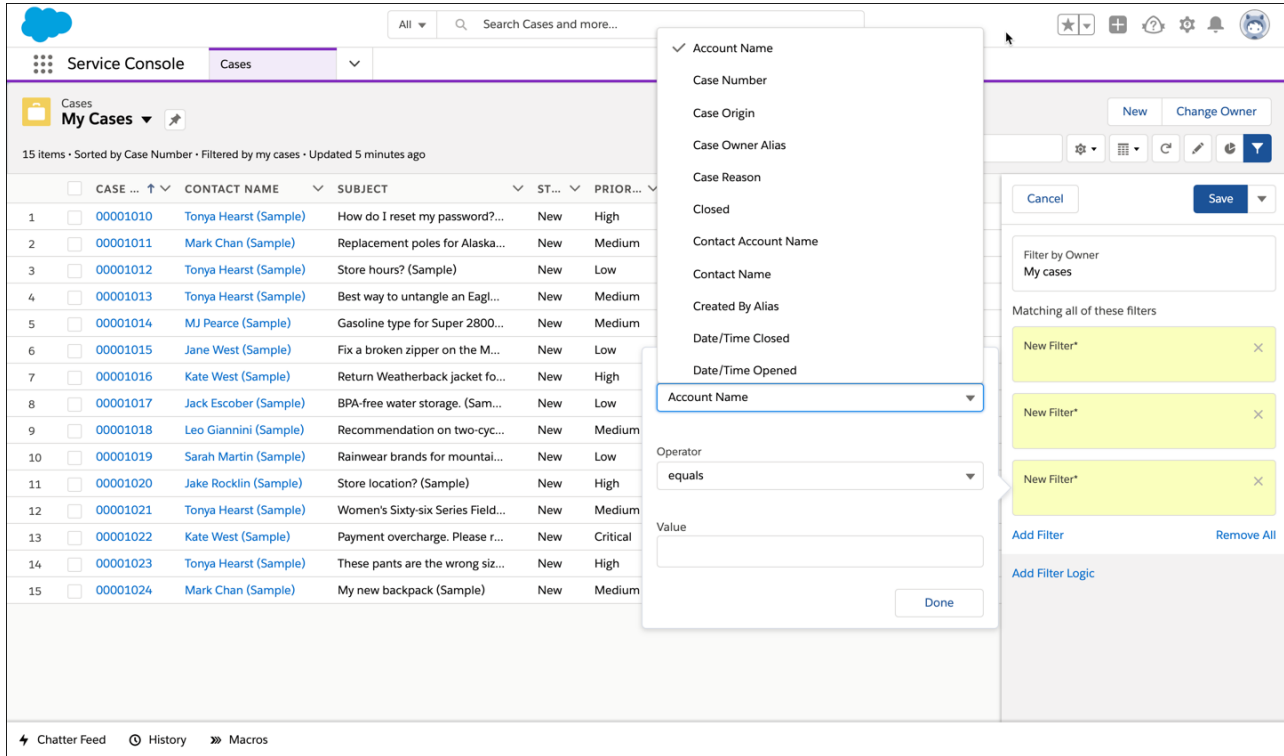 All
Search Cases and more...
Service Console
Cases
Cases
My Cases
New
Change Owner
15 items • Sorted by Case Number • Filtered by my cases • Updated 5 minutes ago
CASE ... CONTACT NAME SUBJECT ST... PRIOR...
1 00001010 Tonya Hearst (Sample) How do I reset my password?... New High
2 00001011 Mark Chan (Sample) Replacement poles for Alaska... New Medium
3 00001012 Tonya Hearst (Sample) Store hours? (Sample) New Low
4 00001013 Tonya Hearst (Sample) Best way to untangle an Eagl... New Medium
5 00001014 MJ Pearce (Sample) Gasoline type for Super 2800... New Medium
6 00001015 Jane West (Sample) Fix a broken zipper on the M... New Low
7 00001016 Kate West (Sample) Return Weatherback jacket fo... New High
8 00001017 Jack Escober (Sample) BPA-free water storage. (Sam... New Low
9 00001018 Leo Giannini (Sample) Recommendation on two-cyc... New Medium
10 00001019 Sarah Martin (Sample) Rainwear brands for mountai... New Low
11 00001020 Jake Rocklin (Sample) Store location? (Sample) New High
12 00001021 Tonya Hearst (Sample) Women's Sixty-six Series Field... New Medium
13 00001022 Kate West (Sample) Payment overcharge. Please r... New Critical
14 00001023 Tonya Hearst (Sample) These pants are the wrong siz... New High
15 00001024 Mark Chan (Sample) My new backpack (Sample) New Medium
Account Name
Case Number
Case Origin
Case Owner Alias
Case Reason
Closed
Contact Account Name
Contact Name
Created By Alias
Date/Time Closed
Date/Time Opened
Account Name
Operator
equals
Value
Done
Cancel
Save
Filter by Owner
My cases
Matching all of these filters
New Filter*
New Filter*
New Filter*
Add Filter
Remove All
Add Filter Logic
Chatter Feed
History
Macros